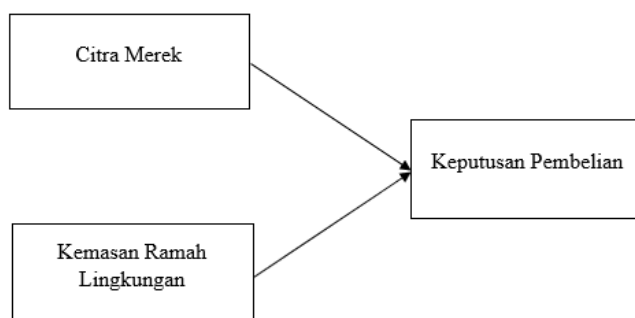 Citra Merek
Keputusan Pembelian
Kemasan Ramah
Lingkungan